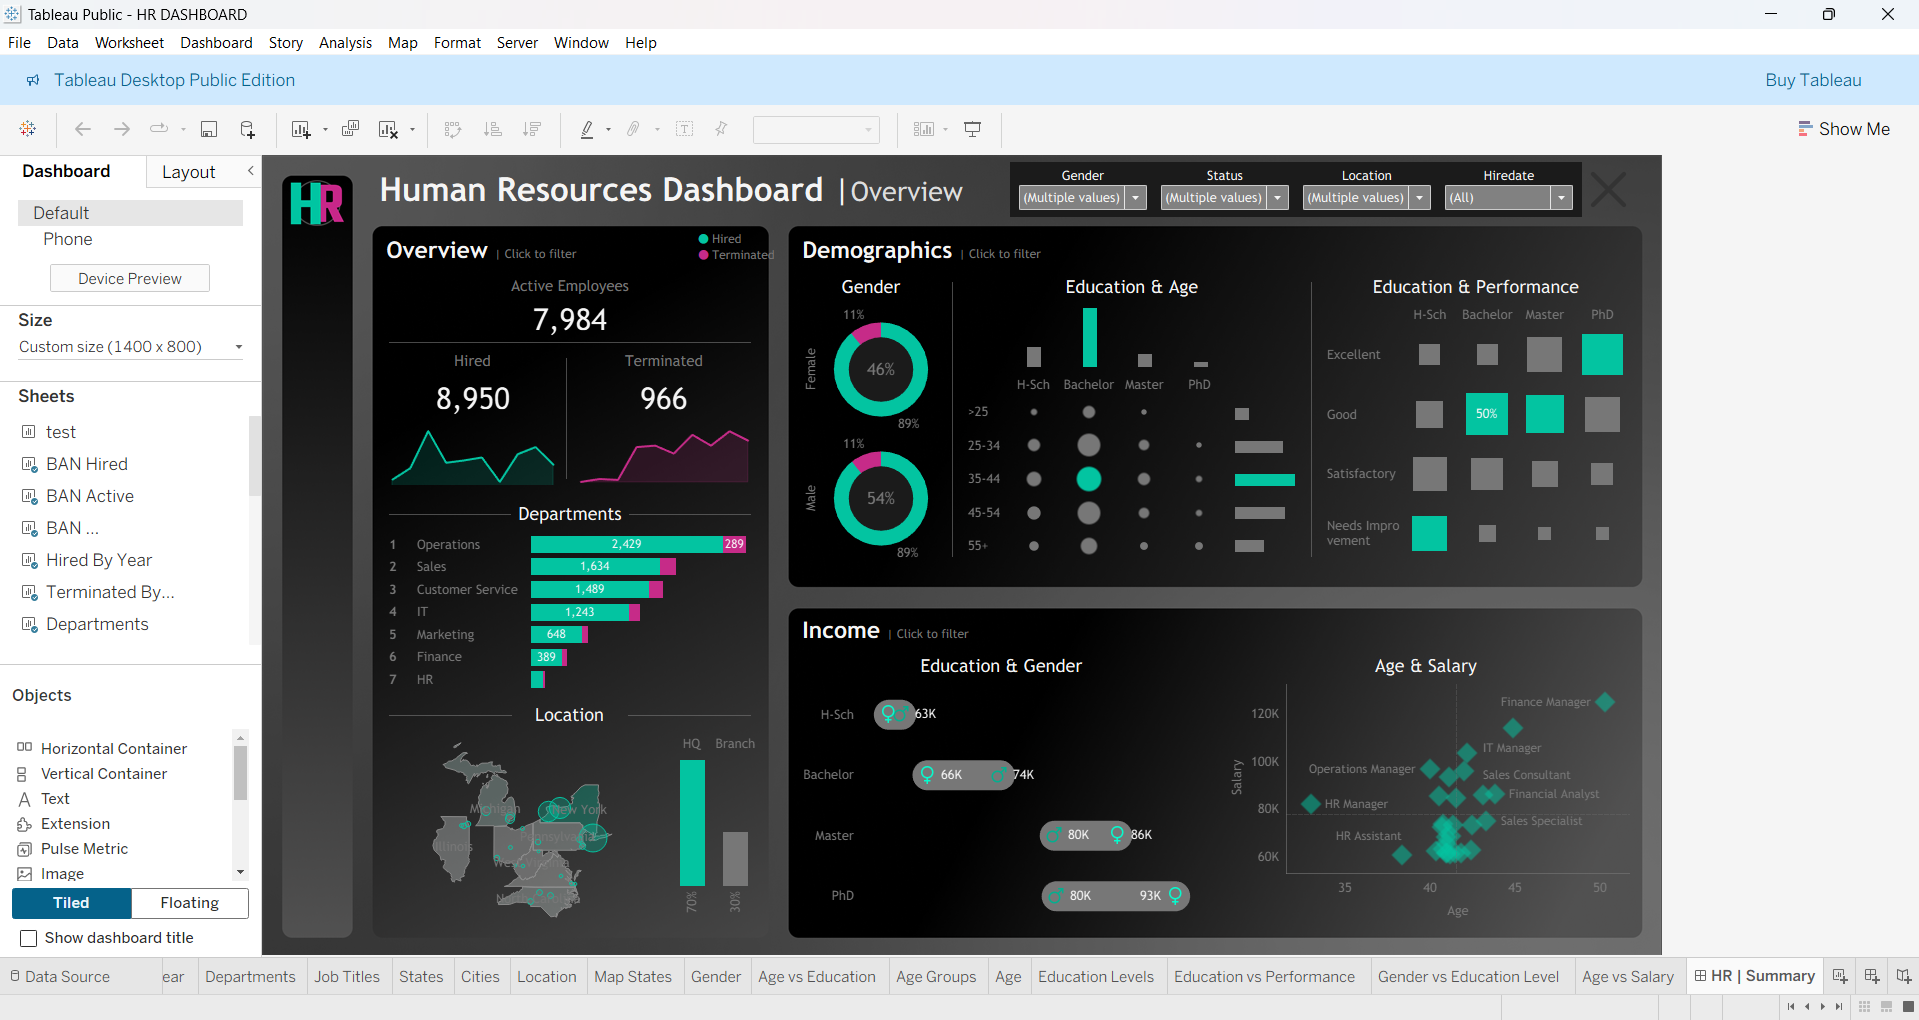 Tableau Public - HR DASHBOARD
File Data Worksheet Dashboard Story Analysis Map Format Server Window Help
Tableau Desktop Public Edition
Buy Tableau
Show Me
Dashboard
Layout
Default
Phone
Device Preview
Size
Custom size (1400 x 800)
Sheets
test
BAN Hired
BAN Active
BAN ...
Hired By Year
Terminated By...
Departments
Objects
Horizontal Container
Vertical Container
Text
Extension
Pulse Metric
Image
Tiled
Floating
Show dashboard title
HR
Human Resources Dashboard | Overview
Gender
(Multiple values)
Status
(Multiple values)
Location
(Multiple values)
Hiredate
(All)
Overview | Click to filter
Hired
Terminated
Active Employees
7,984
Hired
8,950
Terminated
966
Departments
1 Operations 2,429 289
2 Sales 1,634
3 Customer Service 1,489
4 IT 1,243
5 Marketing 648
6 Finance 389
7 HR
Location
Michigan
New York
Pennsylvania
Illinois
HQ
Branch
70%
30%
Demographics | Click to filter
Gender
11%
Female
46%
89%
11%
Male
54%
89%
Education & Age
H-Sch Bachelor Master PhD
>25
25-34
35-44
45-54
55+
Education & Performance
H-Sch Bachelor Master PhD
Excellent
Good
50%
Satisfactory
Needs Impro
vement
Income | Click to filter
Education & Gender
H-Sch
63K
Bachelor
66K
74K
Master
80K
86K
PhD
80K
93K
Age & Salary
Salary
120K
100K
80K
60K
Finance Manager
IT Manager
Operations Manager
Sales Consultant
Financial Analyst
HR Manager
Sales Specialist
HR Assistant
35 40 45 50
Age
Data Source
ear
Departments
Job Titles
States
Cities
Location
Map States
Gender
Age vs Education
Age Groups
Age
Education Levels
Education vs Performance
Gender vs Education Level
Age vs Salary
HR | Summary